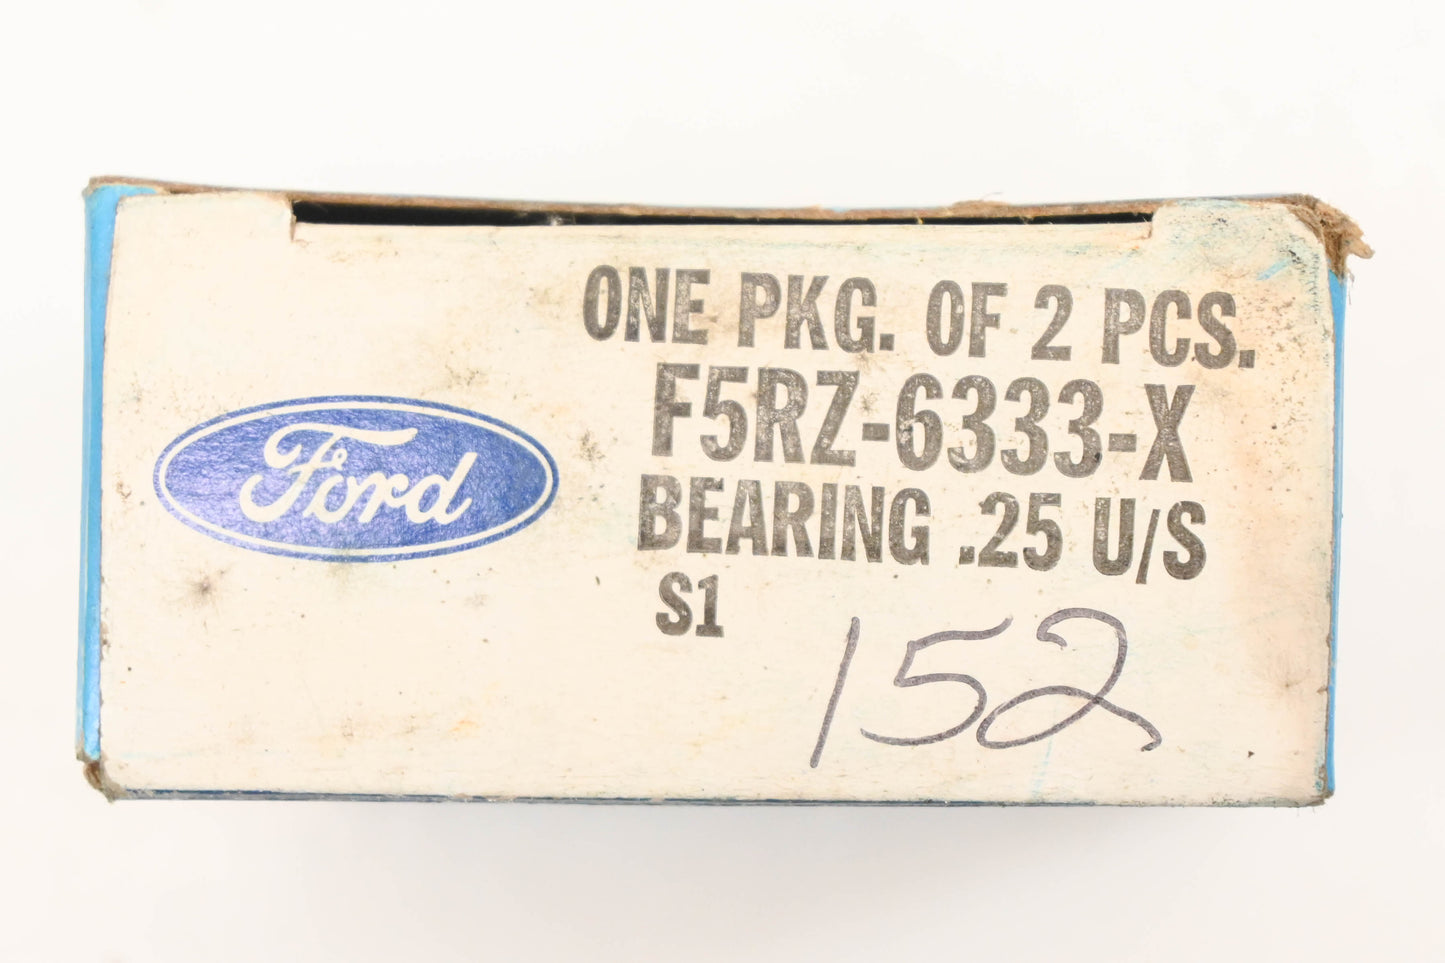 ONE PKG. OF 2 PCS.
F5RZ-6333-X
Ford
BEARING .25 U/S
S1
152